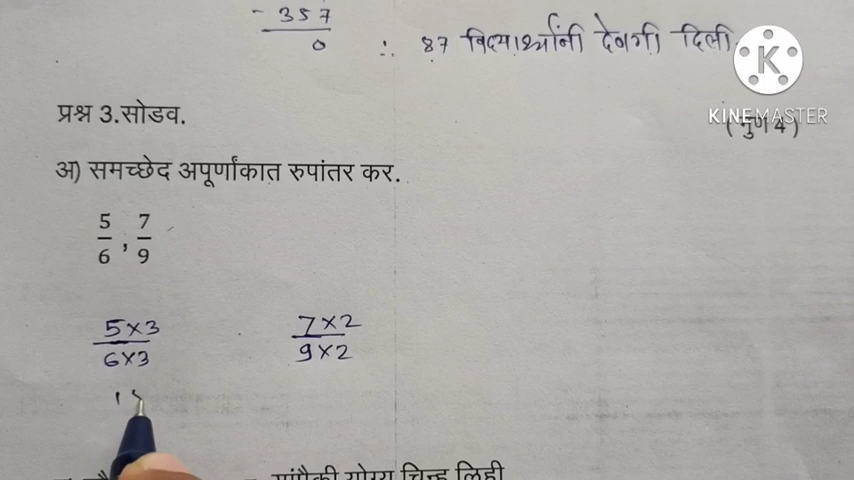 - 357
0 ∴ 87 विद्यार्थ्यांनी देणगी दिली.
KINEMASTER
प्रश्न 3.सोडव. (गुण 4)
अ) समच्छेद अपूर्णांकात रुपांतर कर.
5/6 , 7/9
5×3/6×3 7×2/9×2
15
यांपैकी योग्य चिन्ह लिही